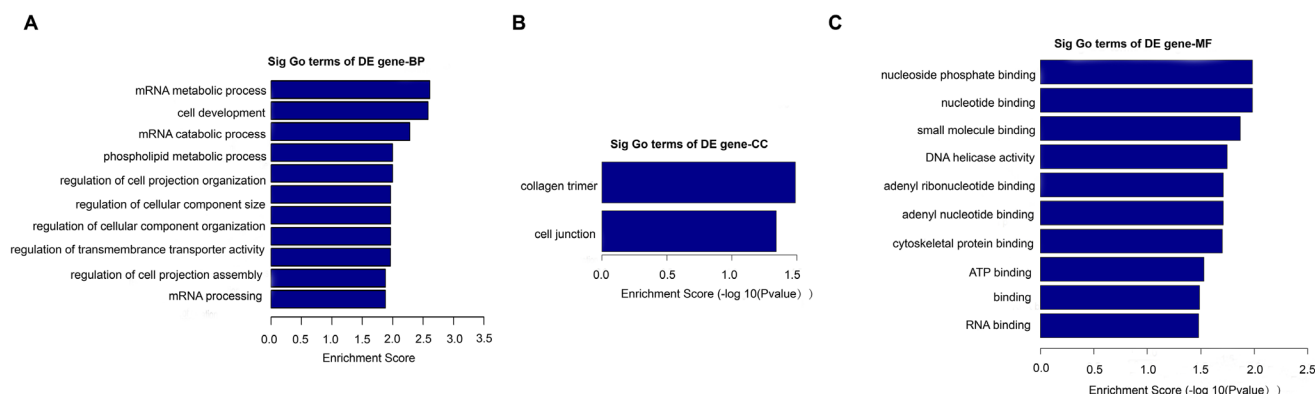 A
Sig Go terms of DE gene-BP
mRNA metabolic process
cell development
mRNA catabolic process
phospholipid metabolic process
regulation of cell projection organization
regulation of cellular component size
regulation of cellular component organization
regulation of transmembrane transporter activity
regulation of cell projection assembly
mRNA processing
0.0 0.5 1.0 1.5 2.0 2.5 3.0 3.5
Enrichment Score
B
Sig Go terms of DE gene-CC
collagen trimer
cell junction
0.0 0.5 1.0 1.5
Enrichment Score (-log 10(Pvalue））
C
Sig Go terms of DE gene-MF
nucleoside phosphate binding
nucleotide binding
small molecule binding
DNA helicase activity
adenyl ribonucleotide binding
adenyl nucleotide binding
cytoskeletal protein binding
ATP binding
binding
RNA binding
0.0 0.5 1.0 1.5 2.0 2.5
Enrichment Score (-log 10(Pvalue））